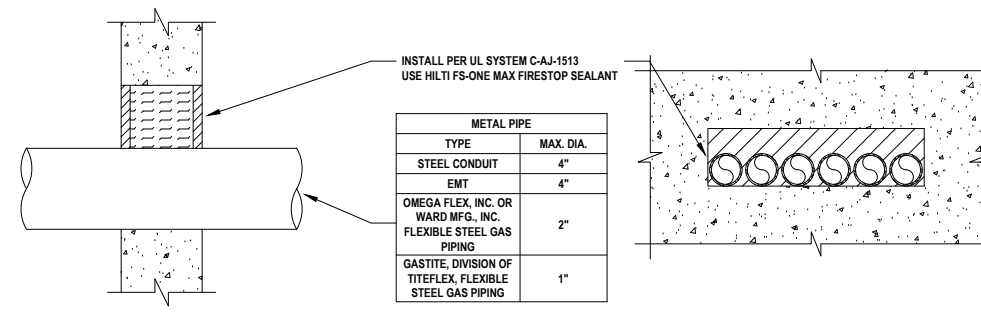 INSTALL PER UL SYSTEM C-AJ-1513
USE HILTI FS-ONE MAX FIRESTOP SEALANT
METAL PIPE
TYPE MAX. DIA.
STEEL CONDUIT 4"
EMT 4"
OMEGA FLEX, INC. OR
WARD MFG., INC.
FLEXIBLE STEEL GAS
PIPING
2"
GASTITE, DIVISION OF
TITEFLEX, FLEXIBLE
STEEL GAS PIPING
1"